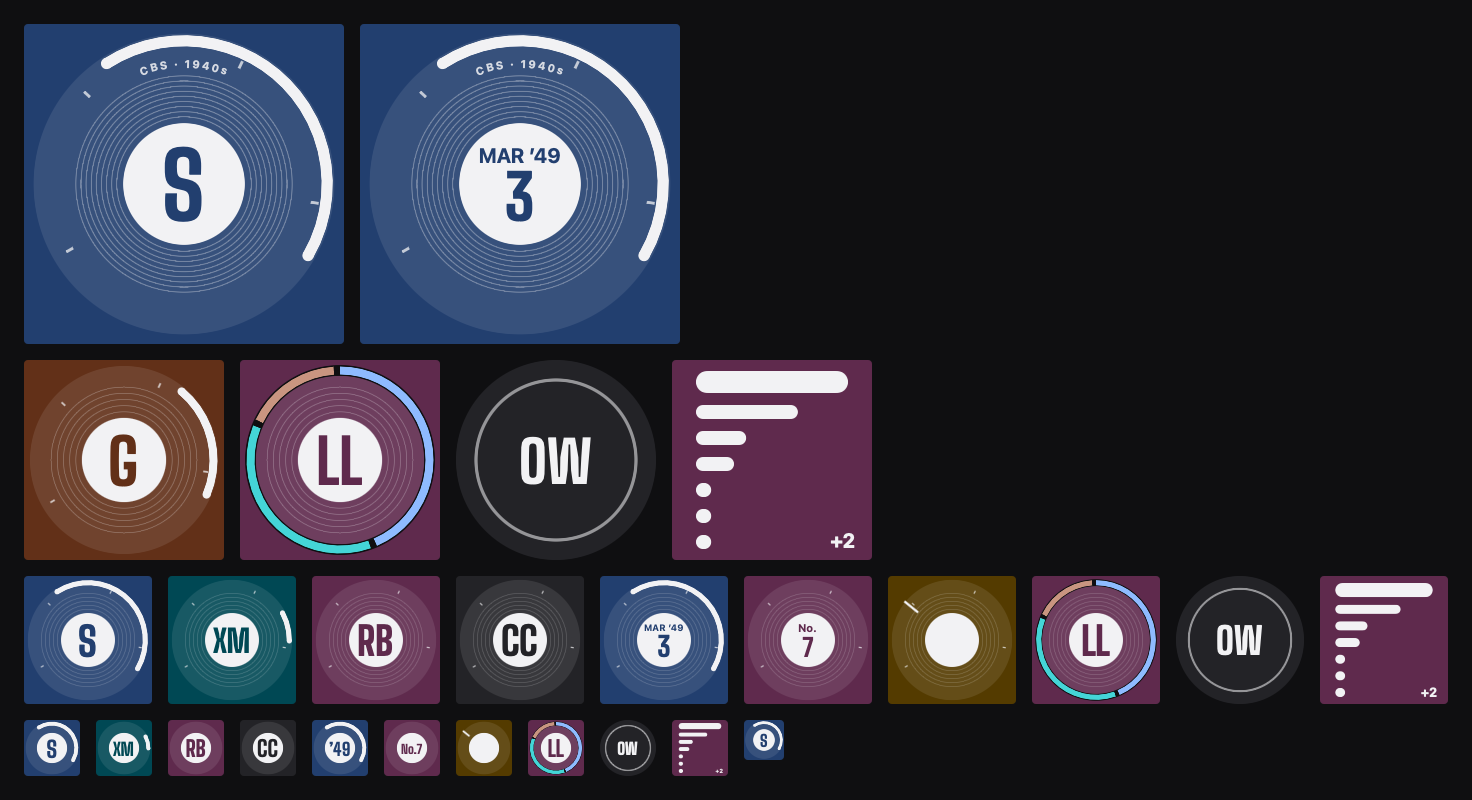 CBS · 1940s
S
CBS · 1940s
MAR ’49
3
G
LL
OW
+2
S
XM
RB
CC
MAR ’49
3
No.
7
LL
OW
+2
S
XM
RB
CC
’49
No.7
LL
OW
+2
S